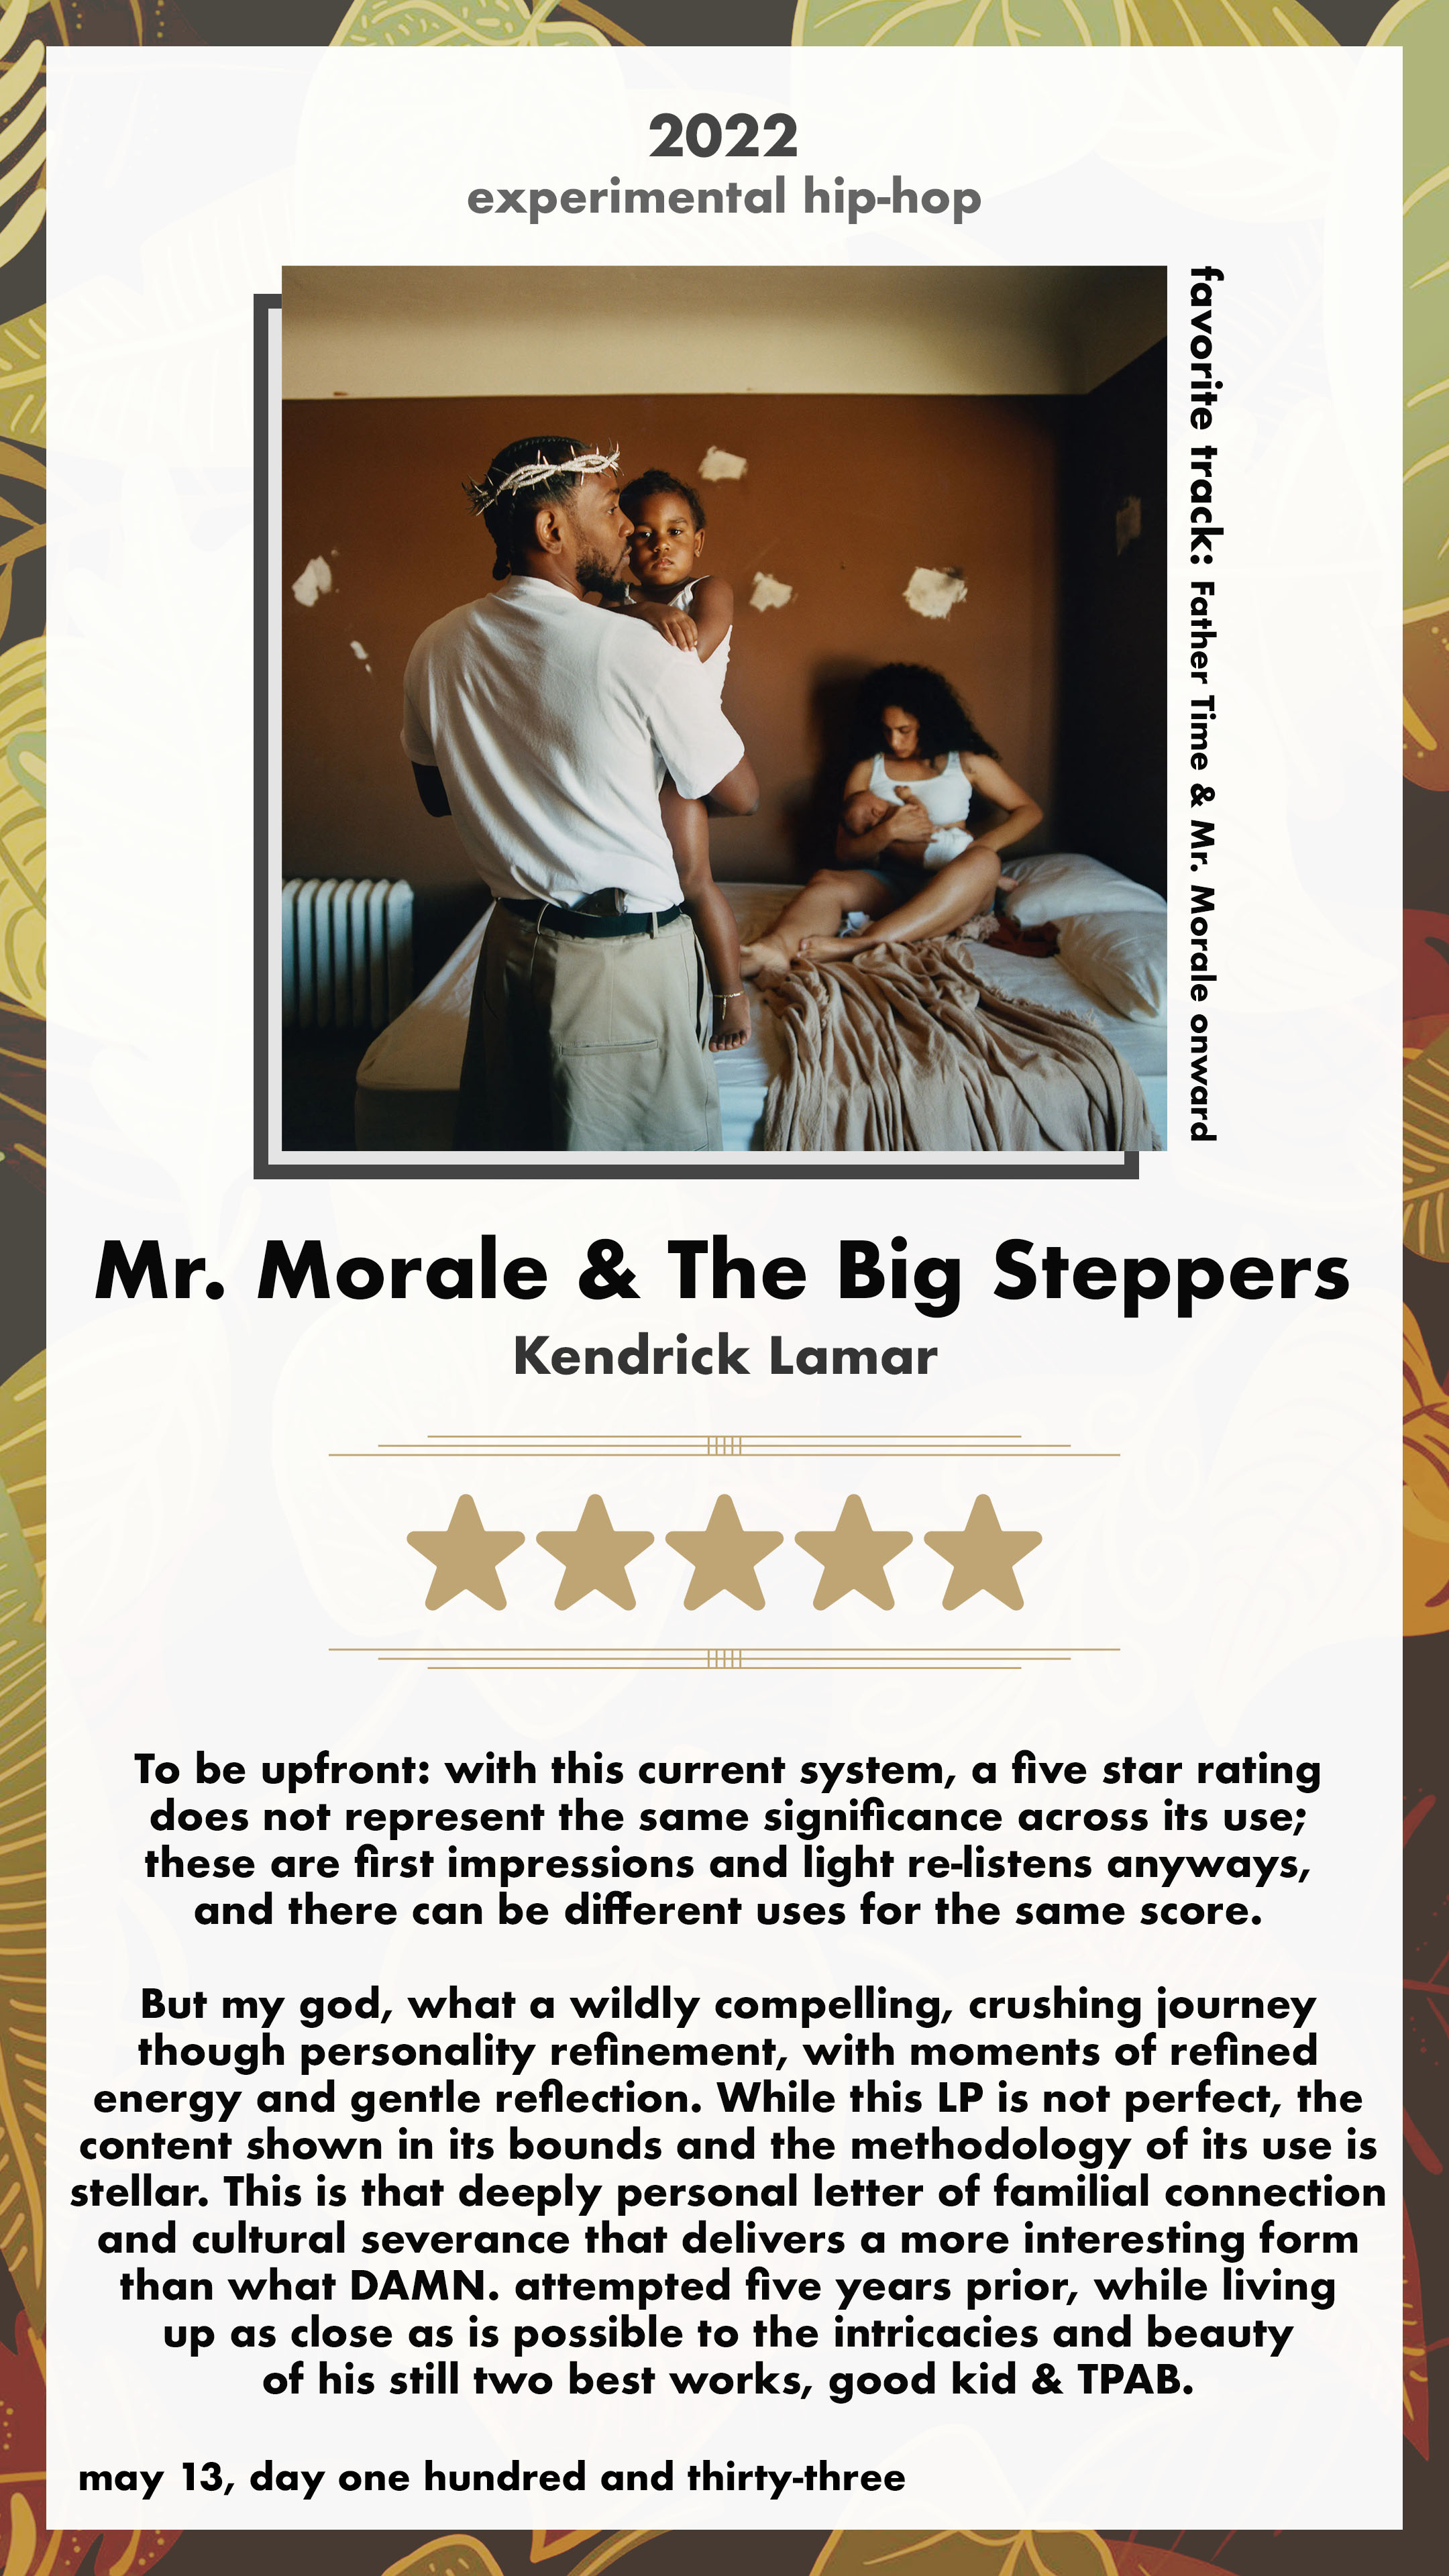 2022
experimental hip-hop
favorite track: Father Time & Mr. Morale onward
Mr. Morale & The Big Steppers
Kendrick Lamar
To be upfront: with this current system, a five star rating
does not represent the same significance across its use;
these are first impressions and light re-listens anyways,
and there can be different uses for the same score.
But my god, what a wildly compelling, crushing journey
though personality refinement, with moments of refined
energy and gentle reflection. While this LP is not perfect, the
content shown in its bounds and the methodology of its use is
stellar. This is that deeply personal letter of familial connection
and cultural severance that delivers a more interesting form
than what DAMN. attempted five years prior, while living
up as close as is possible to the intricacies and beauty
of his still two best works, good kid & TPAB.
may 13, day one hundred and thirty-three